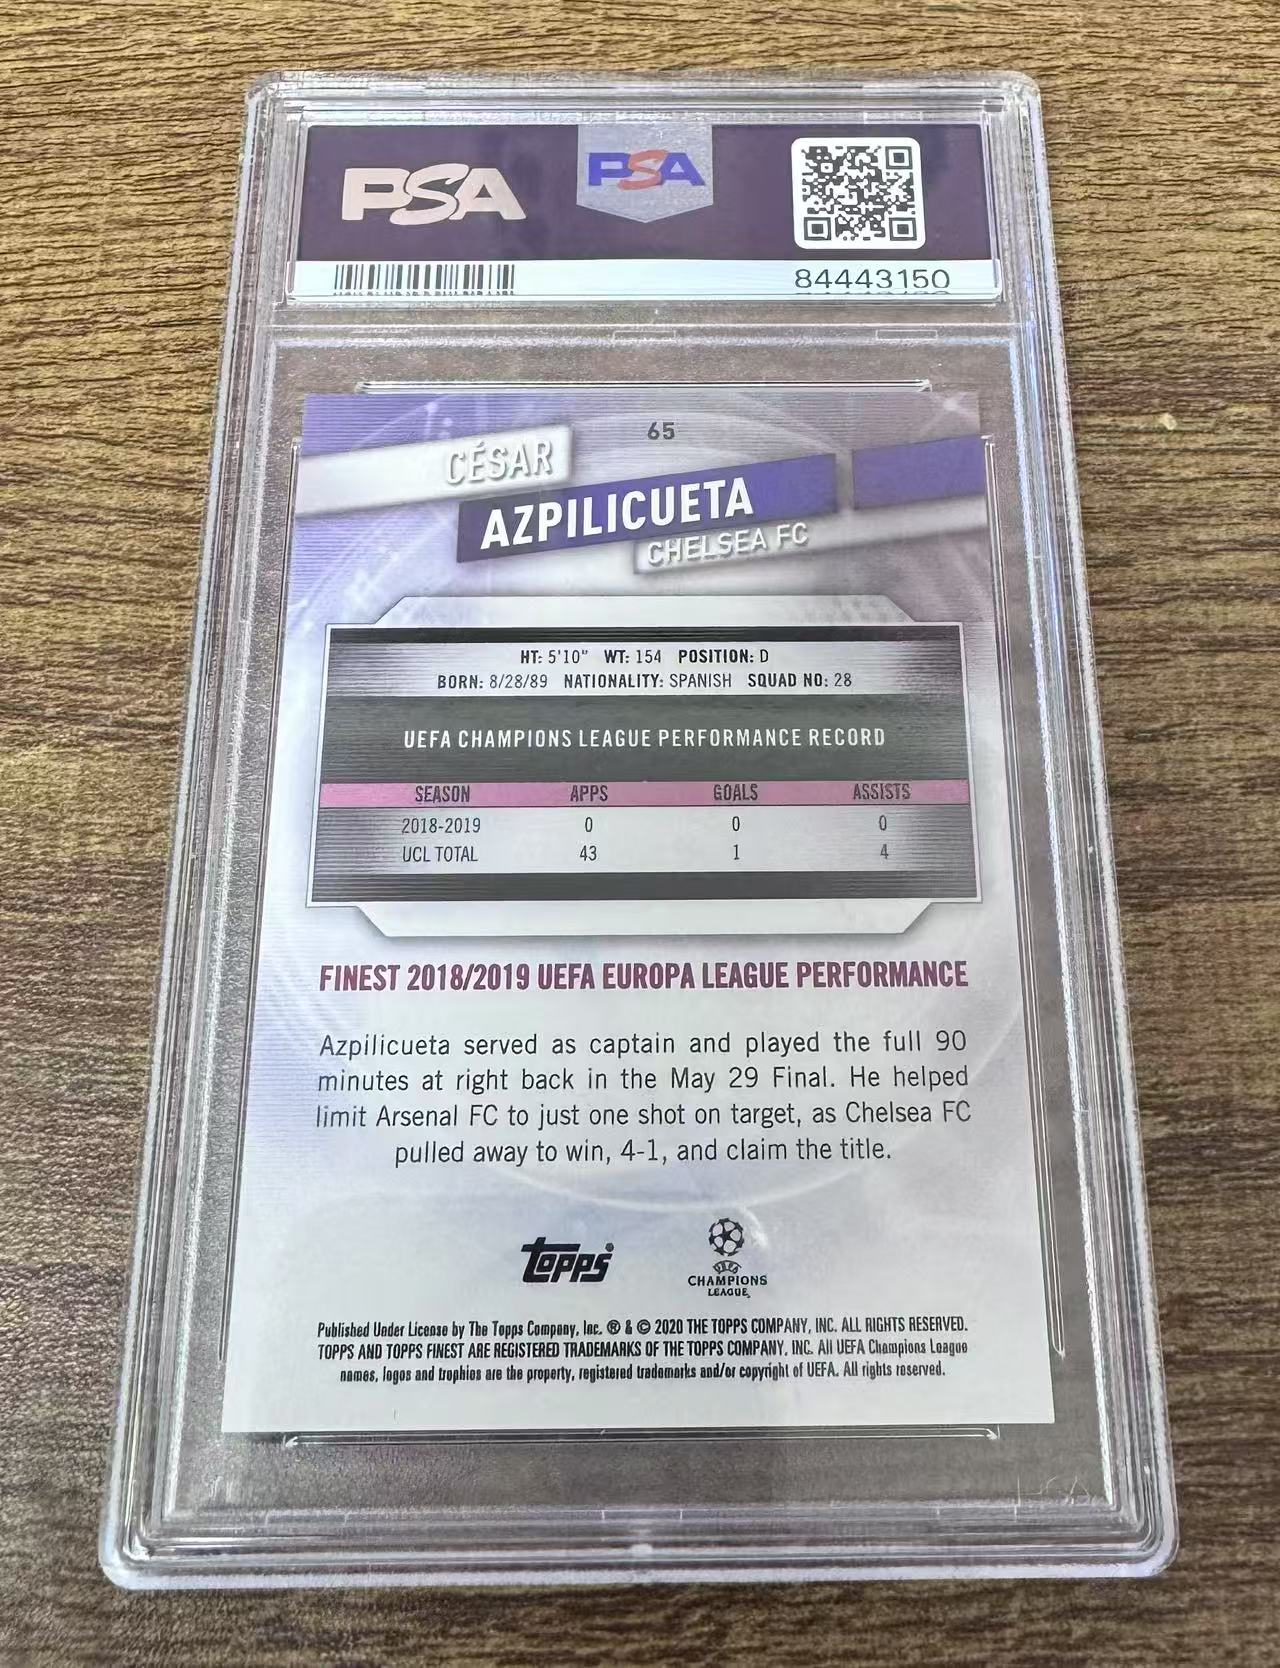 PSA
PSA
84443150
65
CÉSAR
AZPILICUETA
CHELSEA FC
HT: 5'10" WT: 154 POSITION: D
BORN: 8/28/89 NATIONALITY: SPANISH SQUAD NO: 28
UEFA CHAMPIONS LEAGUE PERFORMANCE RECORD
SEASON APPS GOALS ASSISTS
2018-2019 0 0 0
UCL TOTAL 43 1 4
FINEST 2018/2019 UEFA EUROPA LEAGUE PERFORMANCE
Azpilicueta served as captain and played the full 90
minutes at right back in the May 29 Final. He helped
limit Arsenal FC to just one shot on target, as Chelsea FC
pulled away to win, 4-1, and claim the title.
topps
UEFA
CHAMPIONS
LEAGUE
Published Under License by The Topps Company, Inc. ® & © 2020 THE TOPPS COMPANY, INC. ALL RIGHTS RESERVED.
TOPPS AND TOPPS FINEST ARE REGISTERED TRADEMARKS OF THE TOPPS COMPANY, INC. All UEFA Champions League
names, logos and trophies are the property, registered trademarks and/or copyright of UEFA. All rights reserved.